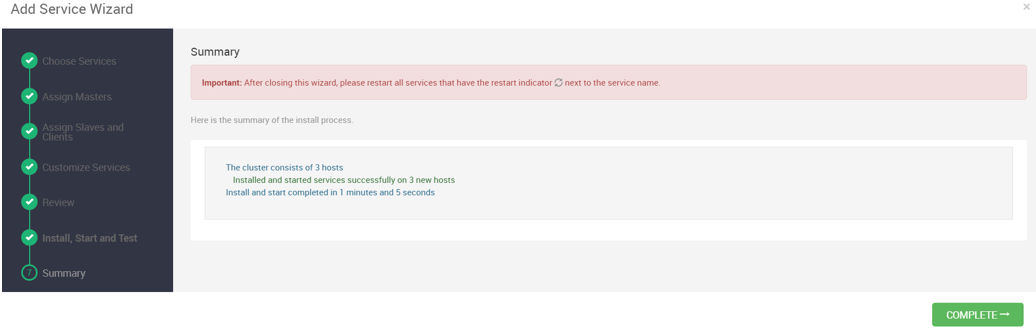 Add Service Wizard
×
Choose Services
Assign Masters
Assign Slaves and
Clients
Customize Services
Review
Install, Start and Test
7 Summary
Summary
Important: After closing this wizard, please restart all services that have the restart indicator next to the service name.
Here is the summary of the install process.
The cluster consists of 3 hosts
Installed and started services successfully on 3 new hosts
Install and start completed in 1 minutes and 5 seconds
COMPLETE →